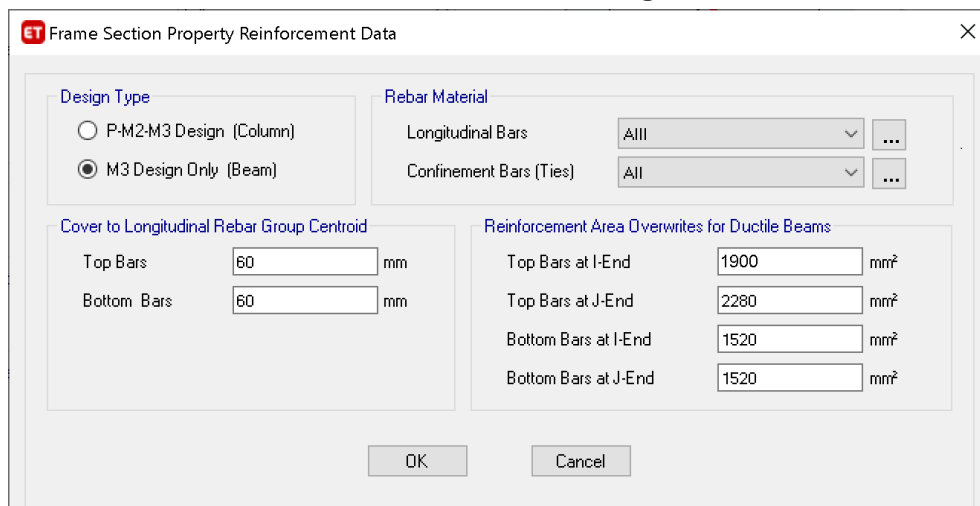 ET Frame Section Property Reinforcement Data
Design Type
P-M2-M3 Design (Column)
M3 Design Only (Beam)
Rebar Material
Longitudinal Bars AIII ...
Confinement Bars (Ties) AII ...
Cover to Longitudinal Rebar Group Centroid
Top Bars 60 mm
Bottom Bars 60 mm
Reinforcement Area Overwrites for Ductile Beams
Top Bars at I-End 1900 mm²
Top Bars at J-End 2280 mm²
Bottom Bars at I-End 1520 mm²
Bottom Bars at J-End 1520 mm²
OK Cancel